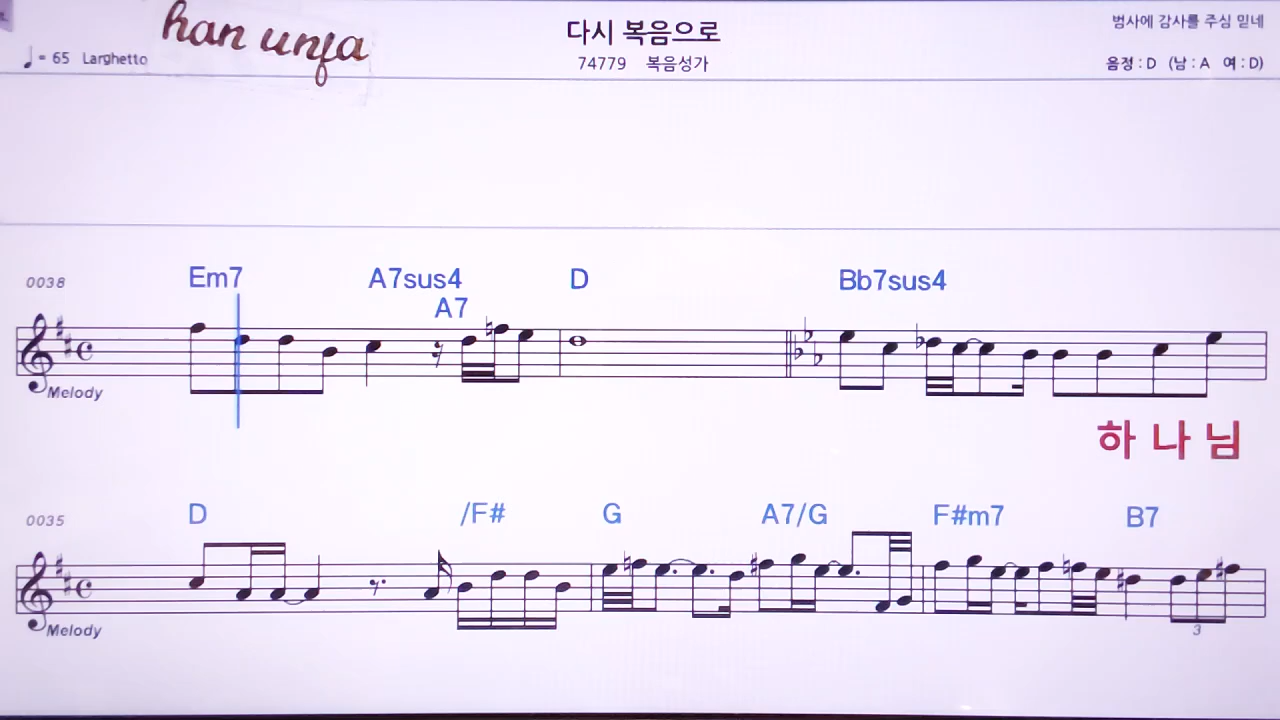 han unja
다시 복음으로
범사에 감사를 주심 믿네
♩= 65 Larghetto
74779 복음성가
음정 : D (남 : A 여 : D)
0038
Em7 A7sus4 D Bb7sus4
A7
Melody
하 나 님
0035
D /F# G A7/G F#m7 B7
Melody
3